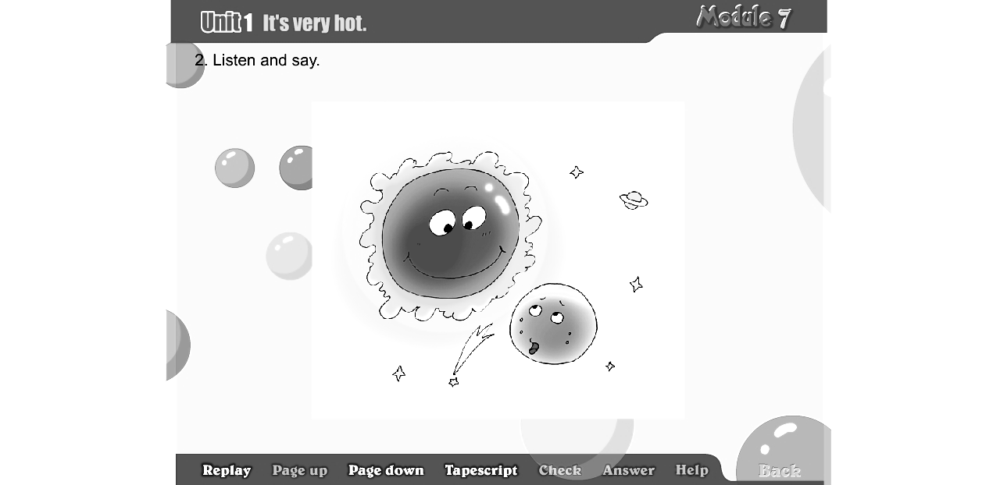 Unit 1 It's very hot.
Module 7
2. Listen and say.
Replay Page up Page down Tapescript Check Answer Help Back